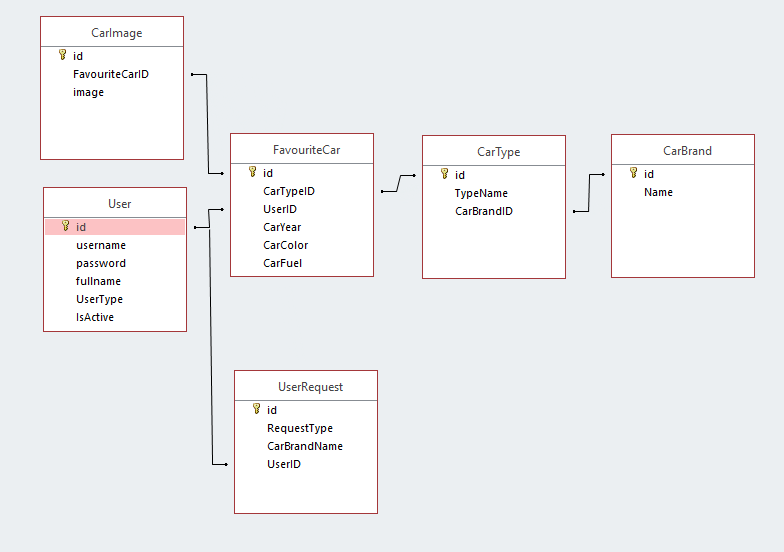 CarImage
id
FavouriteCarID
image
User
id
username
password
fullname
UserType
IsActive
FavouriteCar
id
CarTypeID
UserID
CarYear
CarColor
CarFuel
CarType
id
TypeName
CarBrandID
CarBrand
id
Name
UserRequest
id
RequestType
CarBrandName
UserID